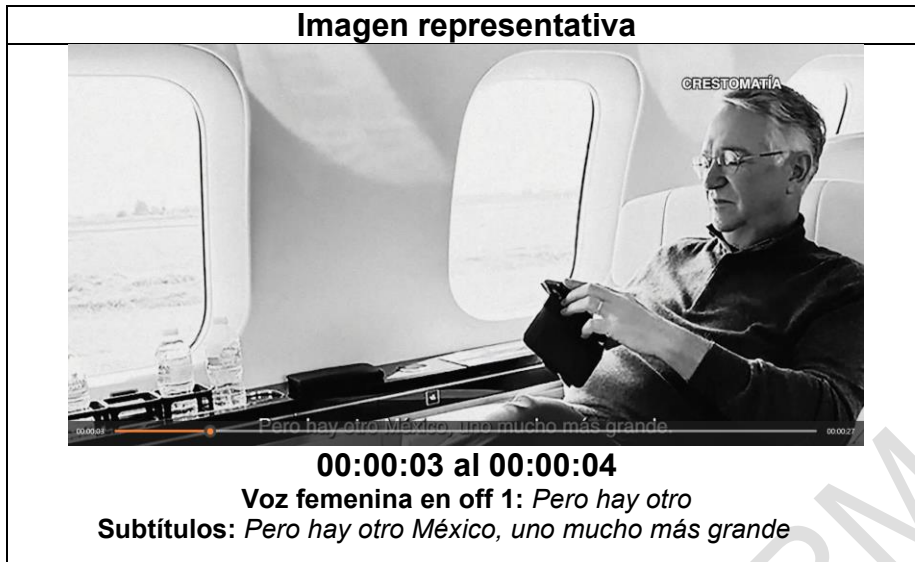 Imagen representativa
CRESTOMATÍA
Pero hay otro México, uno mucho más grande.
00:00:03
00:00:27
00:00:03 al 00:00:04
Voz femenina en off 1: Pero hay otro
Subtítulos: Pero hay otro México, uno mucho más grande